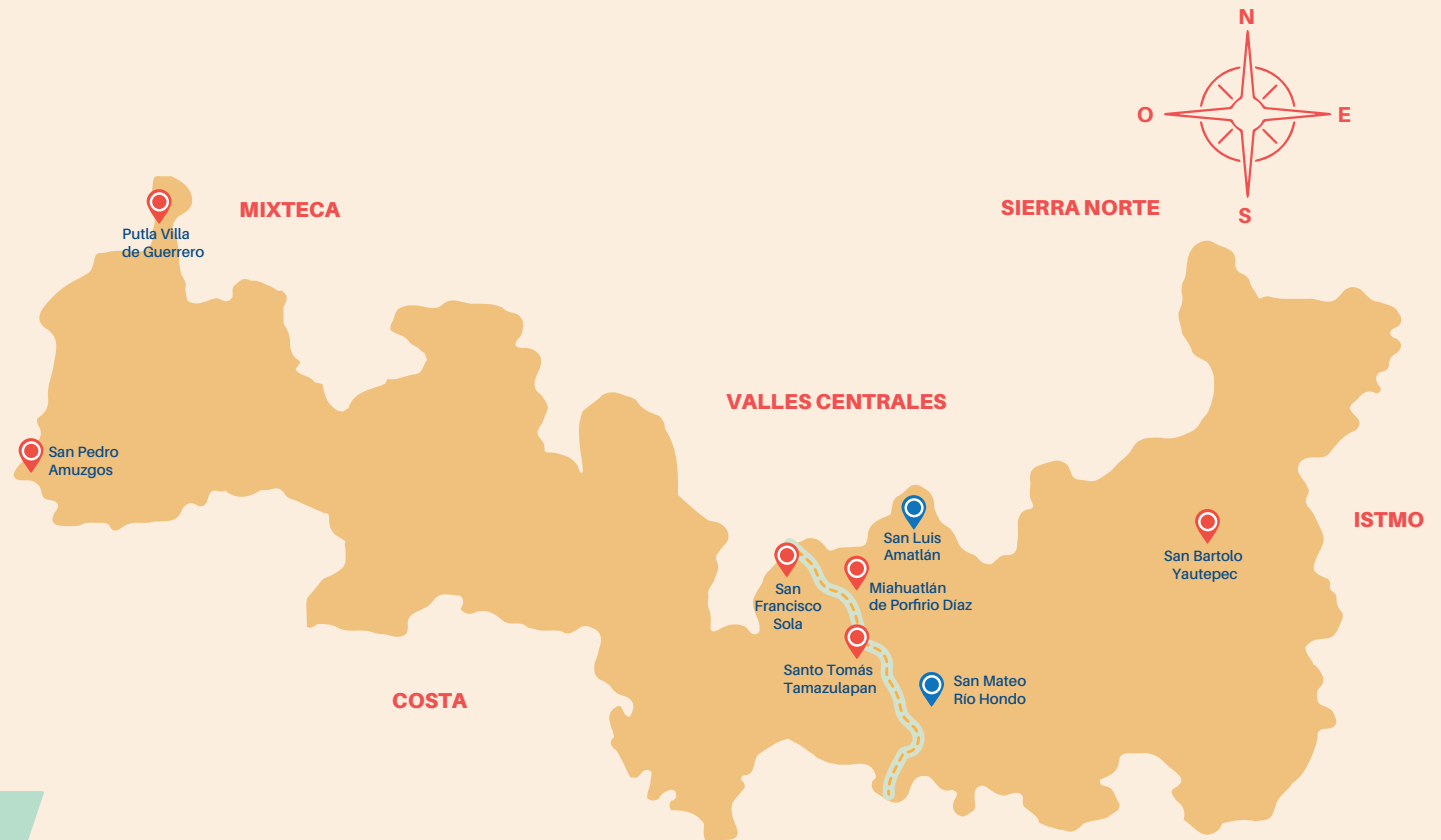 N
O
E
S
MIXTECA
SIERRA NORTE
Putla Villa
de Guerrero
VALLES CENTRALES
San Pedro
Amuzgos
ISTMO
San Luis
Amatlán
San Bartolo
Yautepec
San
Francisco
Sola
Miahuatlán
de Porfirio Díaz
Santo Tomás
Tamazulapan
San Mateo
Río Hondo
COSTA